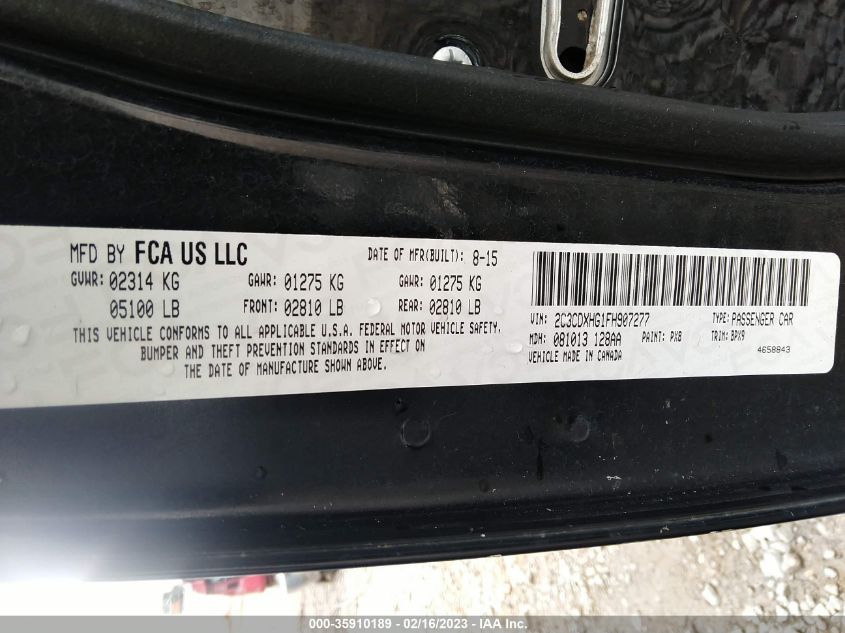 MFD BY FCA US LLC DATE OF MFR(BUILT): 8-15
GVWR: 02314 KG GAWR: 01275 KG GAWR: 01275 KG
05100 LB FRONT: 02810 LB REAR: 02810 LB
THIS VEHICLE CONFORMS TO ALL APPLICABLE U.S.A. FEDERAL MOTOR VEHICLE SAFETY,
BUMPER AND THEFT PREVENTION STANDARDS IN EFFECT ON
THE DATE OF MANUFACTURE SHOWN ABOVE.
VIN: 2C3CDXHG1FH907277 TYPE: PASSENGER CAR
MDH: 081013 128AA PAINT: PX8 TRIM: BPX9
VEHICLE MADE IN CANADA 4658843
000-35910189 - 02/16/2023 - IAA Inc.